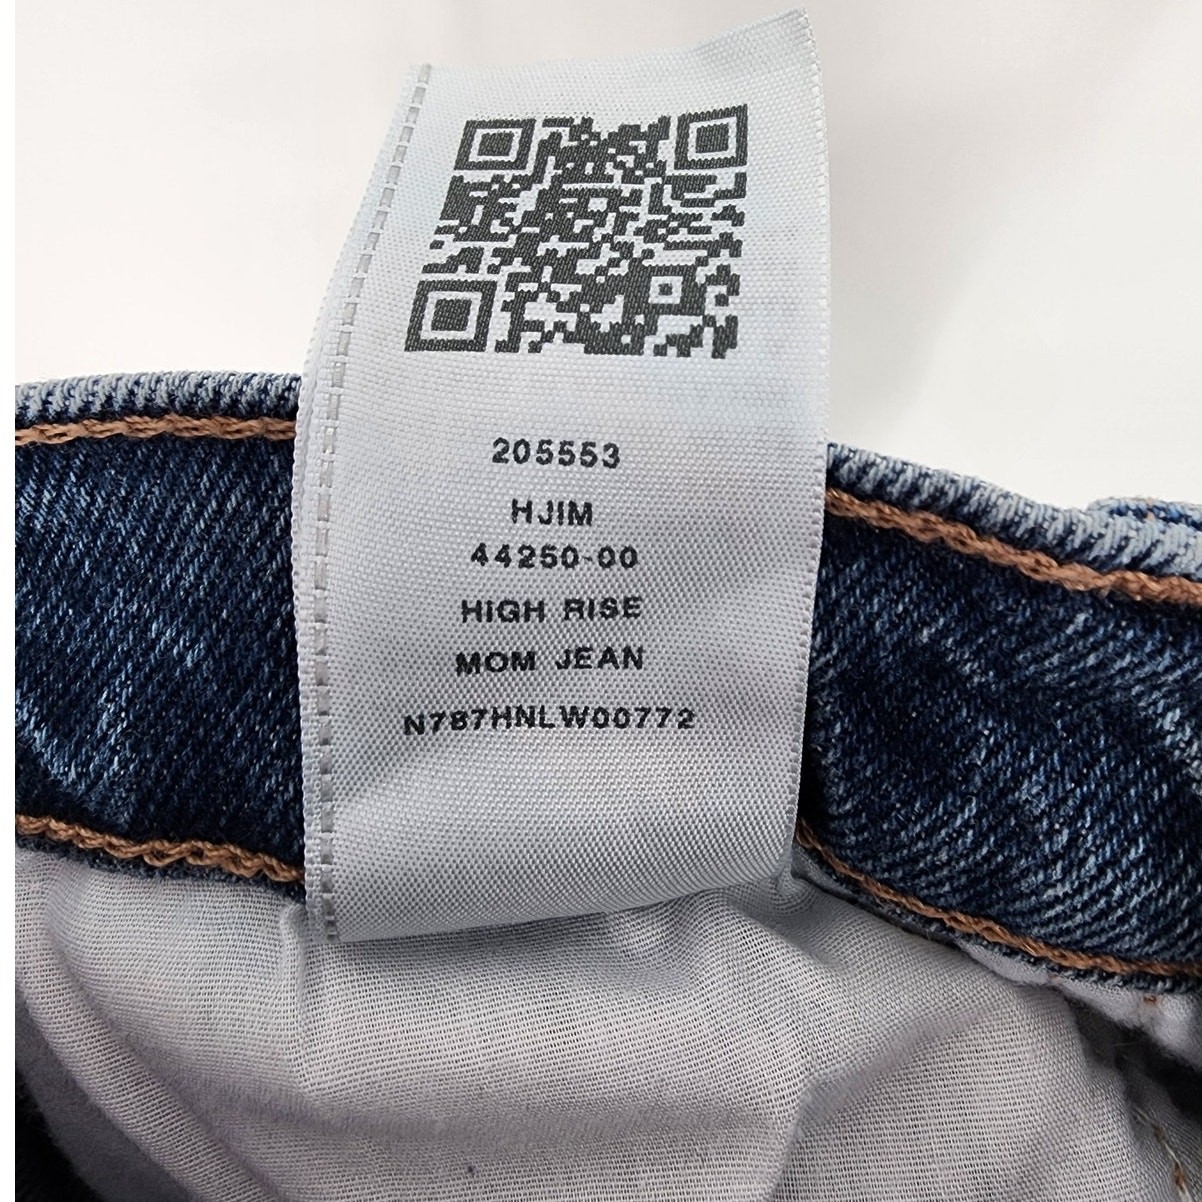 205553
HJIM
44250-00
HIGH RISE
MOM JEAN
N787HNLW00772